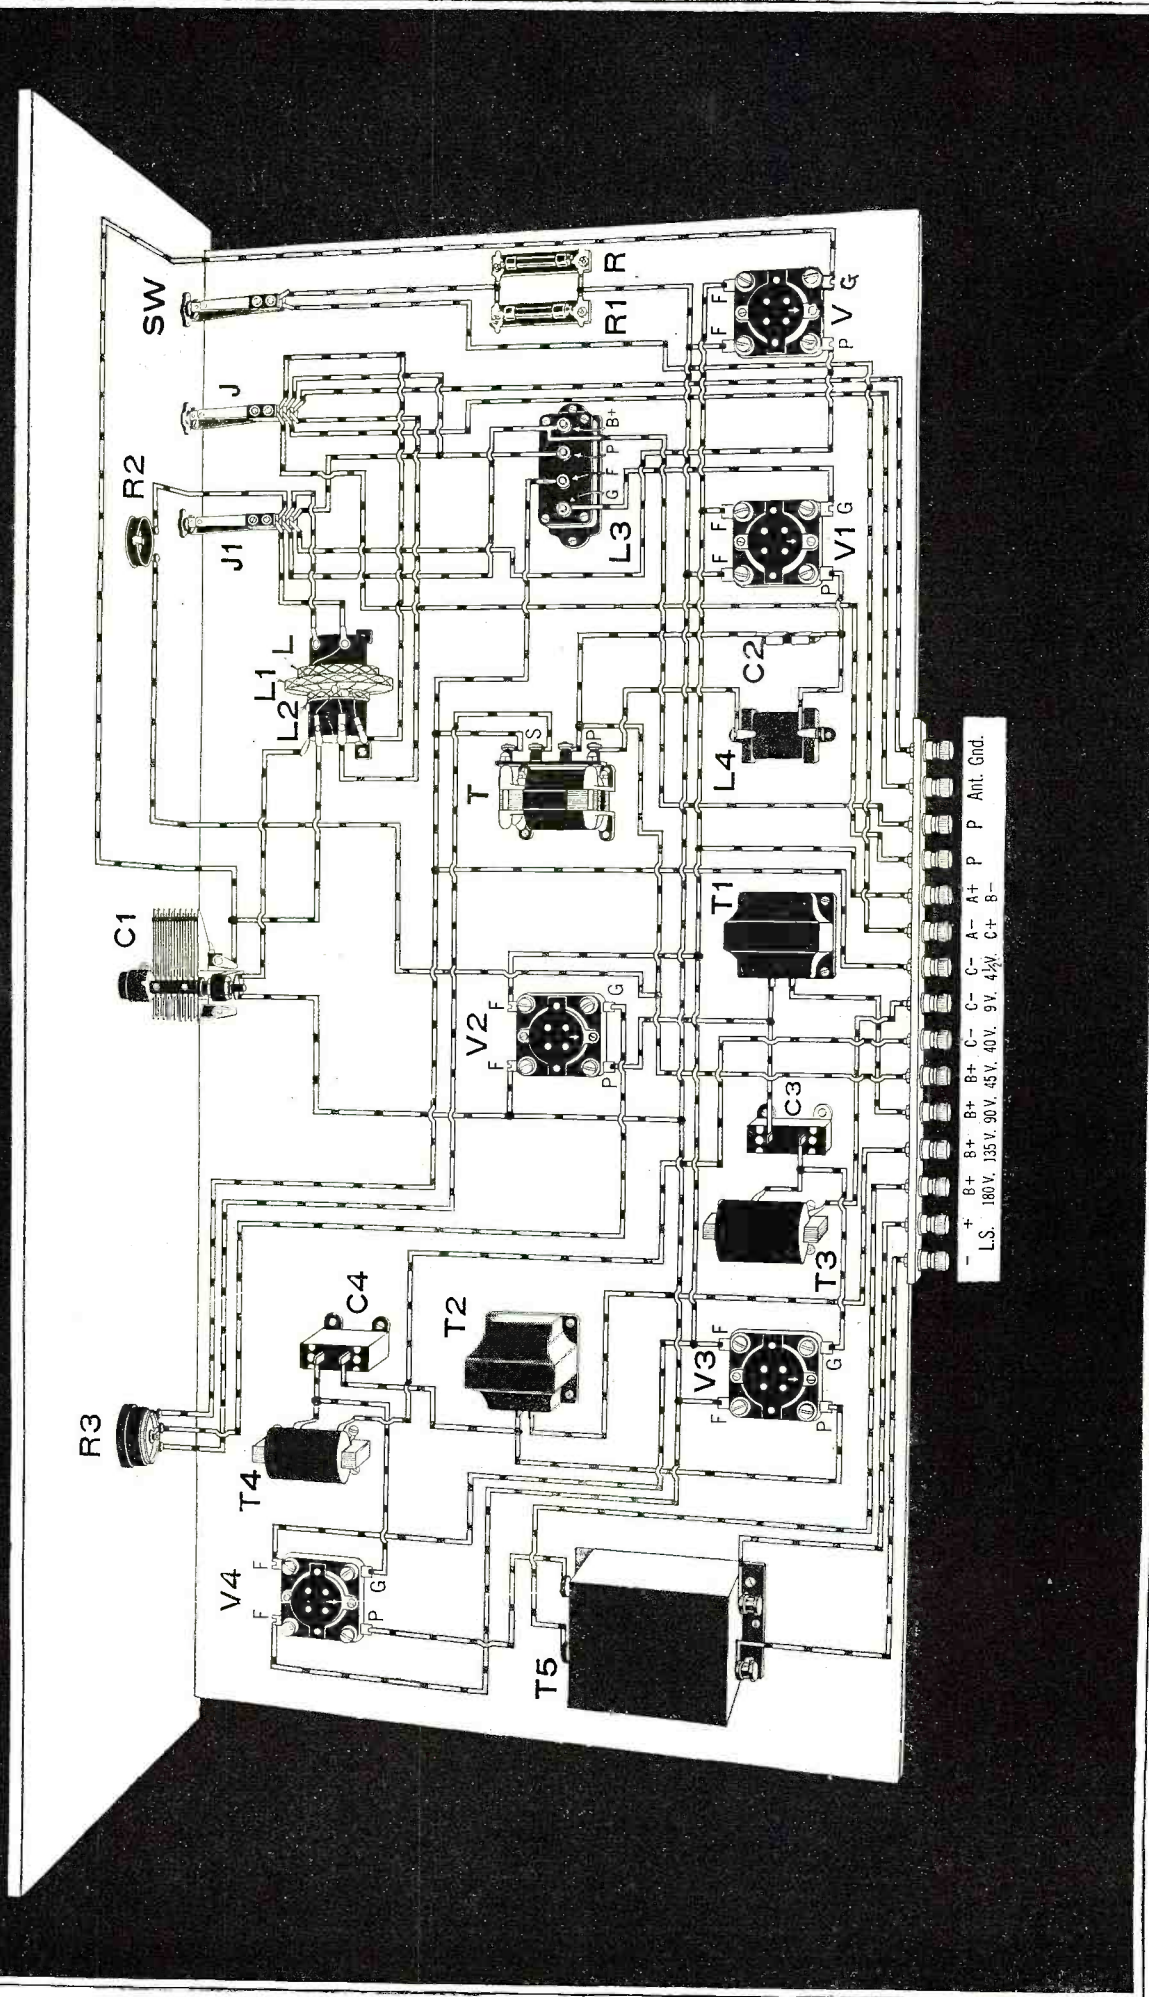 R3
C1
R2
SW
V4
F F
J1
J
T4
L2 L1 L
C4
P G
T2
V2
F F
T
S
P
P G
T5
L3
G F P B+
R1 R
V3
F F
T1
L4
F F
F F
C2
C3
T3
P G
P V1 G
P V G
- + B+ B+ B+ B+ C- C- C- A- A+ P P Ant. Gnd.
L.S. 180V. 135V. 90V. 45V. 40V. 9V. 4½V. C+ B-